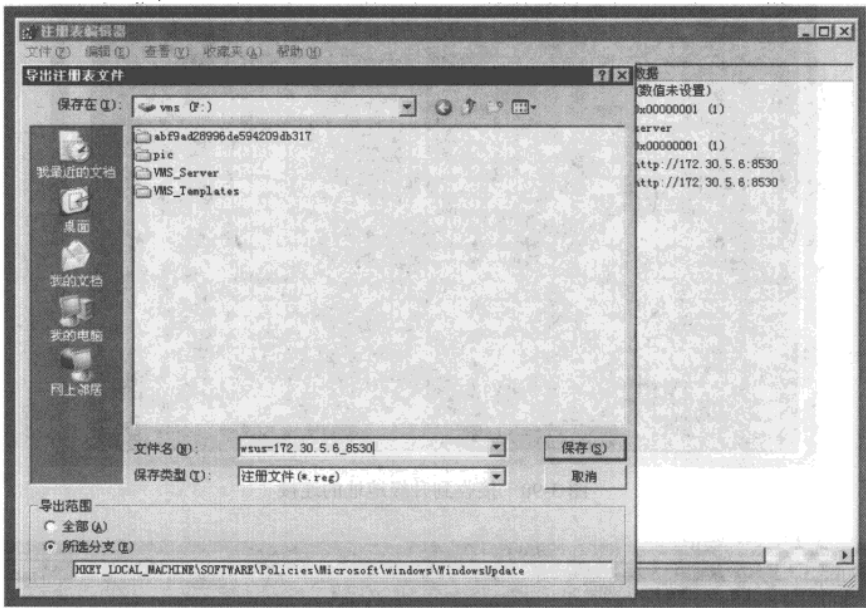 注册表编辑器
文件(F) 编辑(E) 查看(V) 收藏夹(A) 帮助(H)
导出注册表文件
保存在(I): vms (F:)
abf9ad28996de594209db317
pic
VMS_Server
VMS_Templates
我最近的文档
桌面
我的文档
我的电脑
网上邻居
数据
(数值未设置)
0x00000001 (1)
server
0x00000001 (1)
http://172.30.5.6:8530
http://172.30.5.6:8530
文件名(N): wsus-172.30.5.6_8530 保存(S)
保存类型(T): 注册文件(*.reg) 取消
导出范围
全部(A)
所选分支(E)
HKEY_LOCAL_MACHINE\SOFTWARE\Policies\Microsoft\windows\WindowsUpdate